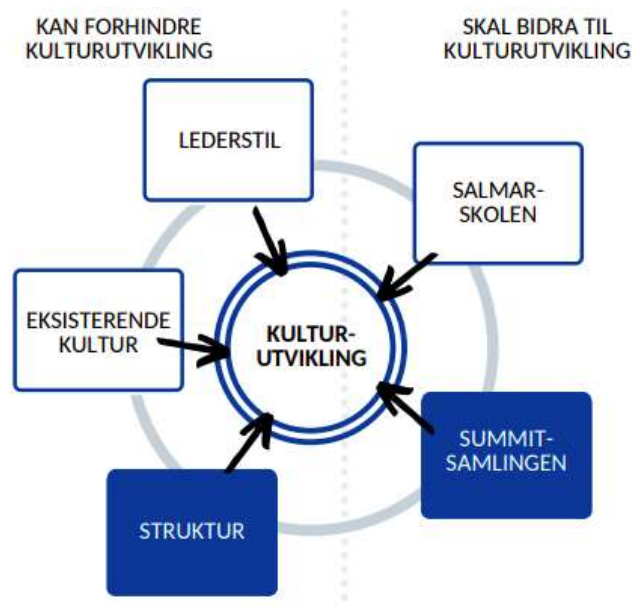 KAN FORHINDRE
KULTURUTVIKLING
SKAL BIDRA TIL
KULTURUTVIKLING
LEDERSTIL
SALMAR-
SKOLEN
EKSISTERENDE
KULTUR
KULTUR-
UTVIKLING
SUMMIT-
SAMLINGEN
STRUKTUR